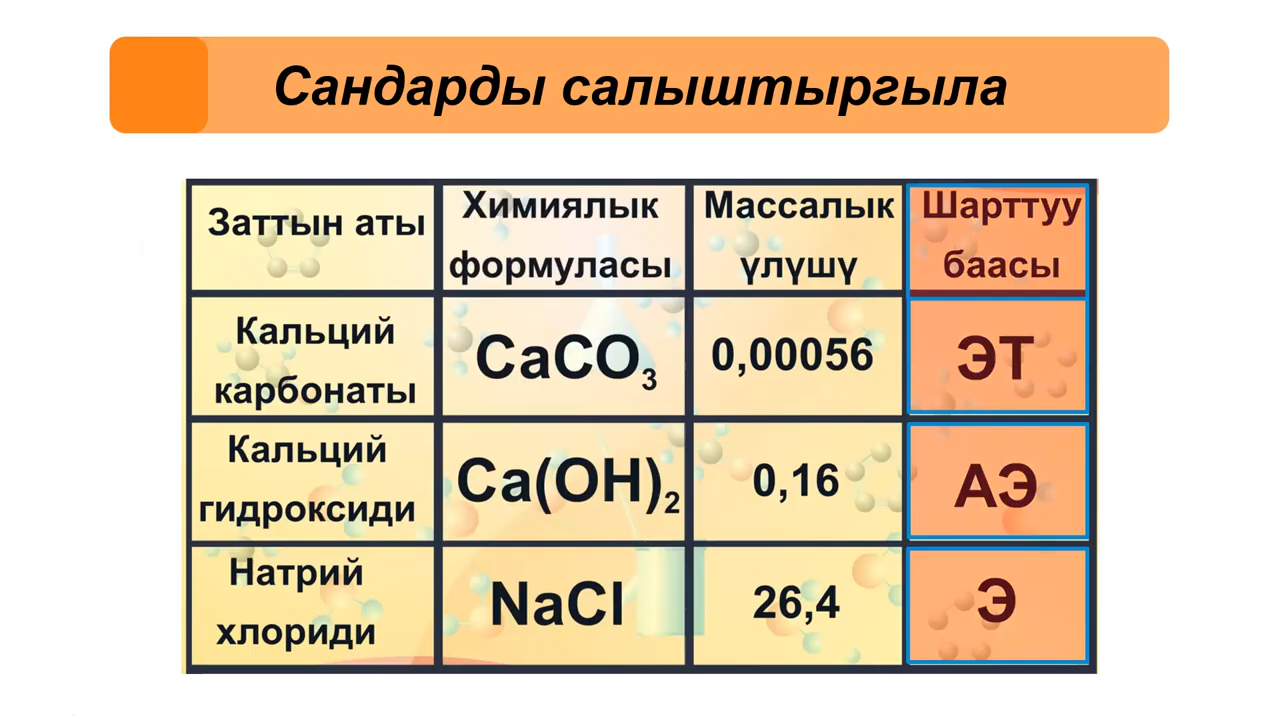 Сандарды салыштыргыла
Заттын аты
Химиялык
формуласы
Массалык
үлүшү
Шарттуу
баасы
Кальций
карбонаты
CaCO₃
0,00056
ЭТ
Кальций
гидроксиди
Ca(OH)₂
0,16
АЭ
Натрий
хлориди
NaCl
26,4
Э